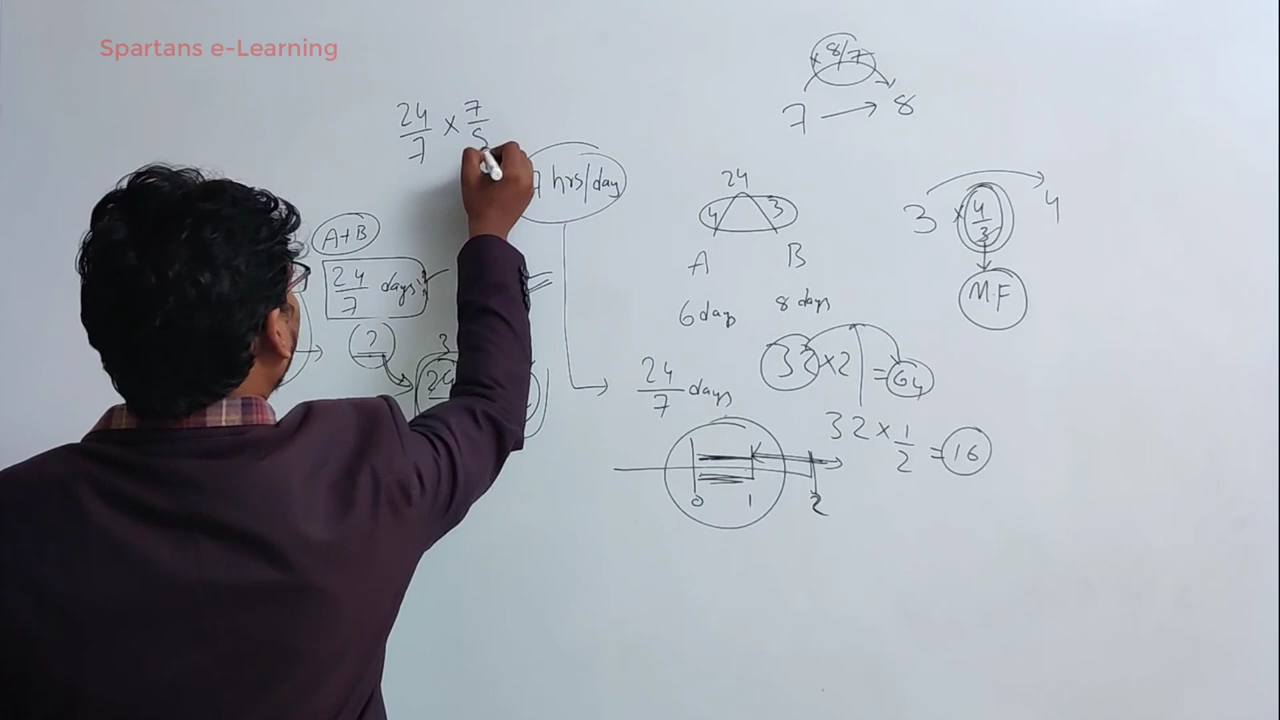 Spartans e-Learning
× 8/7
7 → 8
24/7 × 7/
7 hrs/day
24
4 3
A B
6 days 8 days
3 × 4/3 4
M.F
A+B
24/7 days
?
3
24/7 days
32 × 2 = 64
32 × 1/2 = 16
0 1 2